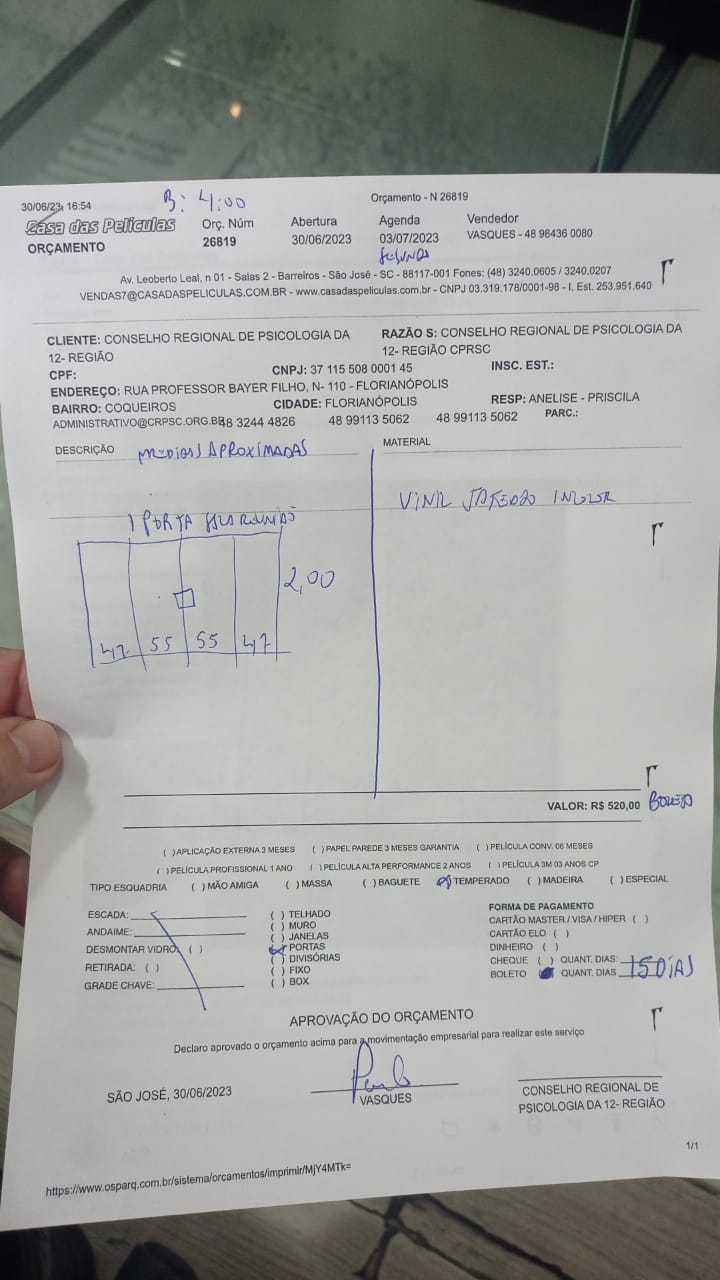 30/06/23, 16:54
B: 4:00
Orçamento - N 26819
Casa das Películas
ORÇAMENTO
Orç. Núm
26819
Abertura
30/06/2023
Agenda
03/07/2023
SEGUNDA
Vendedor
VASQUES - 48 98436 0080
Av. Leoberto Leal, n 01 - Salas 2 - Barreiros - São José - SC - 88117-001 Fones: (48) 3240.0605 / 3240.0207
VENDAS7@CASADASPELICULAS.COM.BR - www.casadaspeliculas.com.br - CNPJ 03.319.178/0001-98 - I. Est. 253.951.640
CLIENTE: CONSELHO REGIONAL DE PSICOLOGIA DA 12- REGIÃO
RAZÃO S: CONSELHO REGIONAL DE PSICOLOGIA DA 12- REGIÃO CPRSC
CPF:
CNPJ: 37 115 508 0001 45
INSC. EST.:
ENDEREÇO: RUA PROFESSOR BAYER FILHO, N- 110 - FLORIANÓPOLIS
BAIRRO: COQUEIROS
CIDADE: FLORIANÓPOLIS
RESP: ANELISE - PRISCILA
ADMINISTRATIVO@CRPSC.ORG.BR
48 3244 4826
48 99113 5062
48 99113 5062
PARC.:
DESCRIÇÃO
MEDIDAS APROXIMADAS
MATERIAL
VINIL JATEADO INCOLOR
1 PORTA SALA REUNIÃO
2,00
47 55 55 47
VALOR: R$ 520,00 BOLETO
( )APLICAÇÃO EXTERNA 3 MESES ( )PAPEL PAREDE 3 MESES GARANTIA ( )PELÍCULA CONV. 06 MESES
( )PELÍCULA PROFISSIONAL 1 ANO ( )PELÍCULA ALTA PERFORMANCE 2 ANOS ( )PELÍCULA 3M 03 ANOS CP
TIPO ESQUADRIA ( )MÃO AMIGA ( )MASSA ( )BAGUETE ( )TEMPERADO ( )MADEIRA ( )ESPECIAL
ESCADA:
ANDAIME:
DESMONTAR VIDRO: ( )
RETIRADA: ( )
GRADE CHAVE:
( ) TELHADO
( ) MURO
( ) JANELAS
( ) PORTAS
( ) DIVISÓRIAS
( ) FIXO
( ) BOX
FORMA DE PAGAMENTO
CARTÃO MASTER / VISA / HIPER ( )
CARTÃO ELO ( )
DINHEIRO ( )
CHEQUE ( ) QUANT. DIAS:
BOLETO ( ) QUANT. DIAS 15 DIAS
APROVAÇÃO DO ORÇAMENTO
Declaro aprovado o orçamento acima para a movimentação empresarial para realizar este serviço
SÃO JOSÉ, 30/06/2023
VASQUES
CONSELHO REGIONAL DE PSICOLOGIA DA 12- REGIÃO
1/1
https://www.osparq.com.br/sistema/orcamentos/imprimir/MjY4MTk=